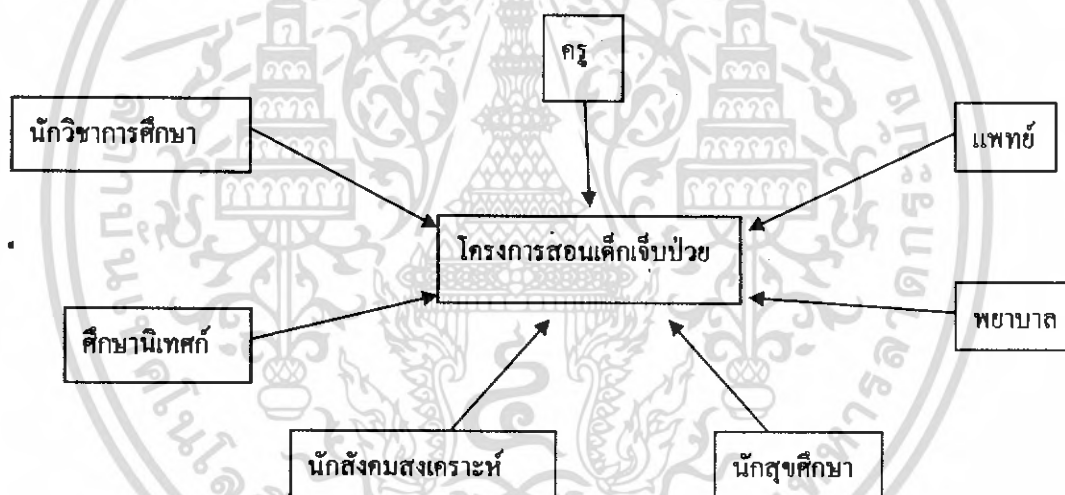 ครู
นักวิชาการศึกษา
แพทย์
โครงการสอนเด็กเจ็บป่วย
พยาบาล
ศึกษานิเทศก์
นักสังคมสงเคราะห์
นักสุขศึกษา